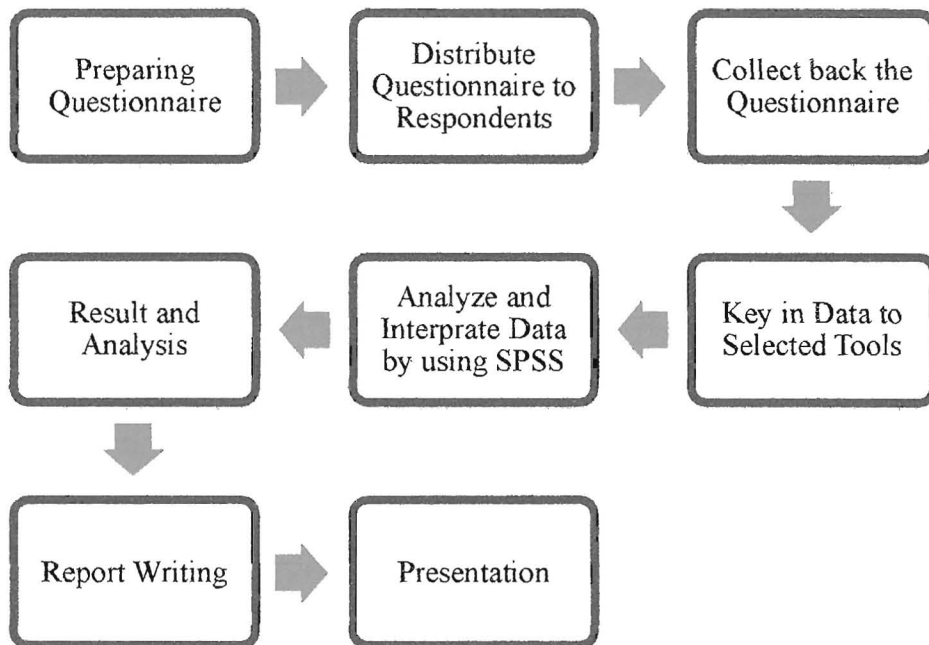 Preparing
Questionnaire
Distribute
Questionnaire to
Respondents
Collect back the
Questionnaire
Key in Data to
Selected Tools
Analyze and
Interprate Data
by using SPSS
Result and
Analysis
Report Writing
Presentation